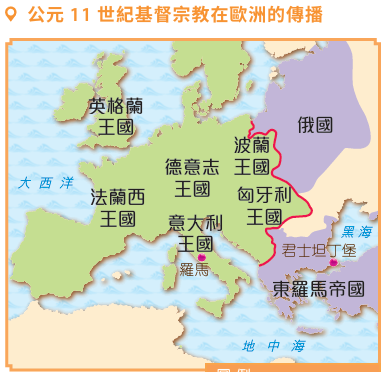 公元 11 世紀基督宗教在歐洲的傳播
英格蘭
王國
俄國
波蘭
王國
德意志
王國
大西洋
法蘭西
王國
匈牙利
王國
意大利
王國
羅馬
黑海
君士坦丁堡
東羅馬帝國
地中海